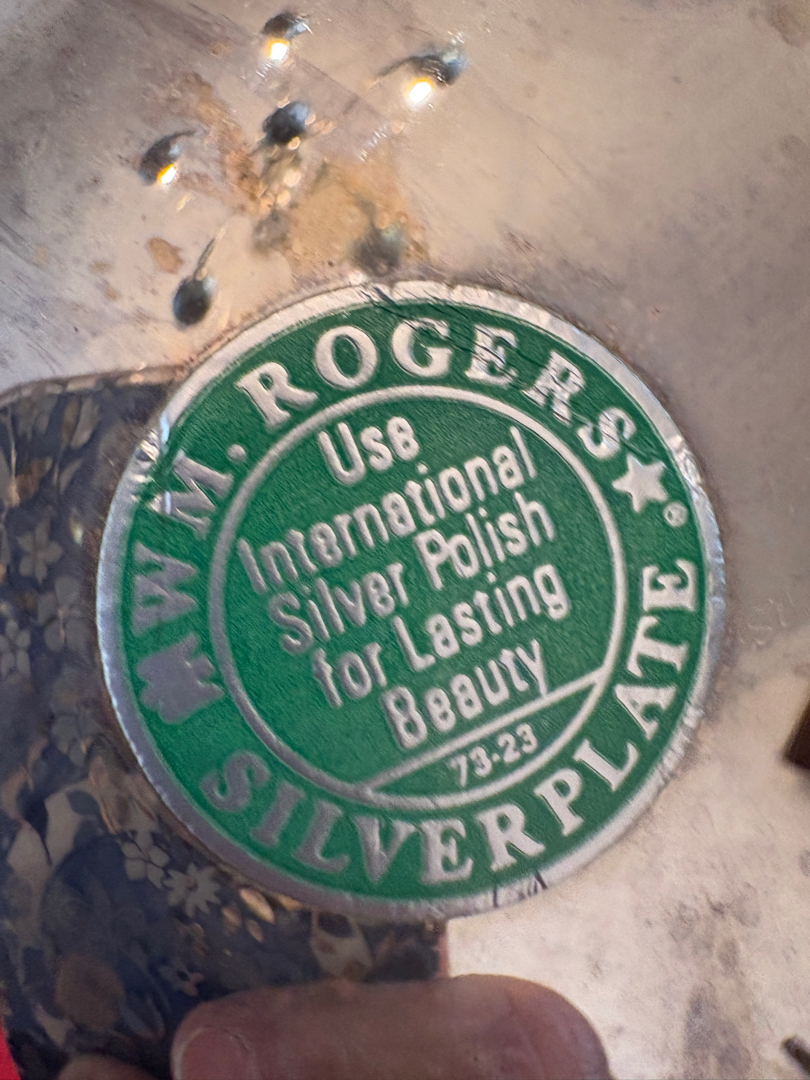 WM. ROGERS ★ ®
Use
International
Silver Polish
for Lasting
Beauty
73-23
SILVERPLATE